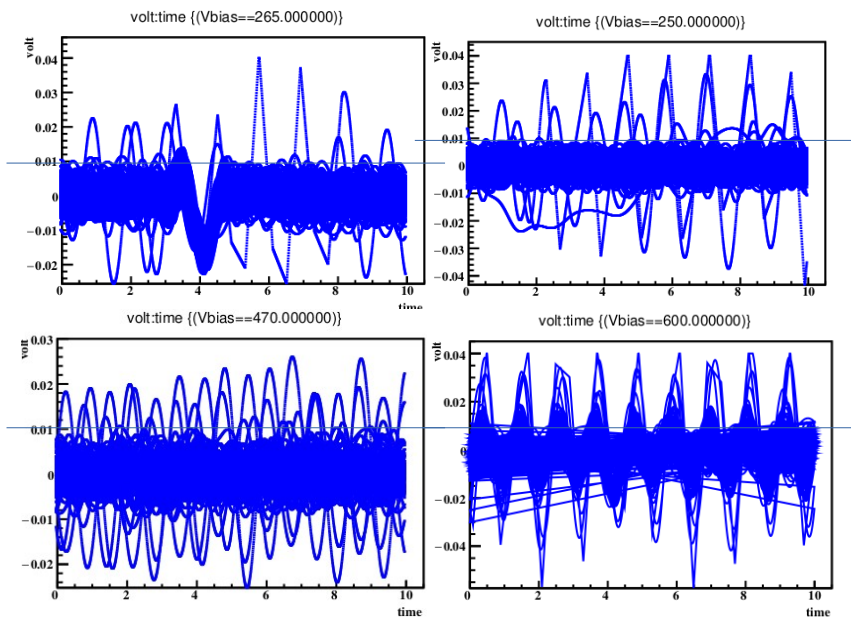 volt:time {(Vbias==265.000000)}
volt
0.04
0.03
0.02
0.01
0
−0.01
−0.02
0 2 4 6 8 10
time
volt:time {(Vbias==250.000000)}
volt
0.04
0.03
0.02
0.01
0
−0.01
−0.02
−0.03
−0.04
0 2 4 6 8 10
time
volt:time {(Vbias==470.000000)}
volt
0.03
0.02
0.01
0
−0.01
−0.02
0 2 4 6 8 10
time
volt:time {(Vbias==600.000000)}
volt
0.04
0.02
0
−0.02
−0.04
0 2 4 6 8 10
time